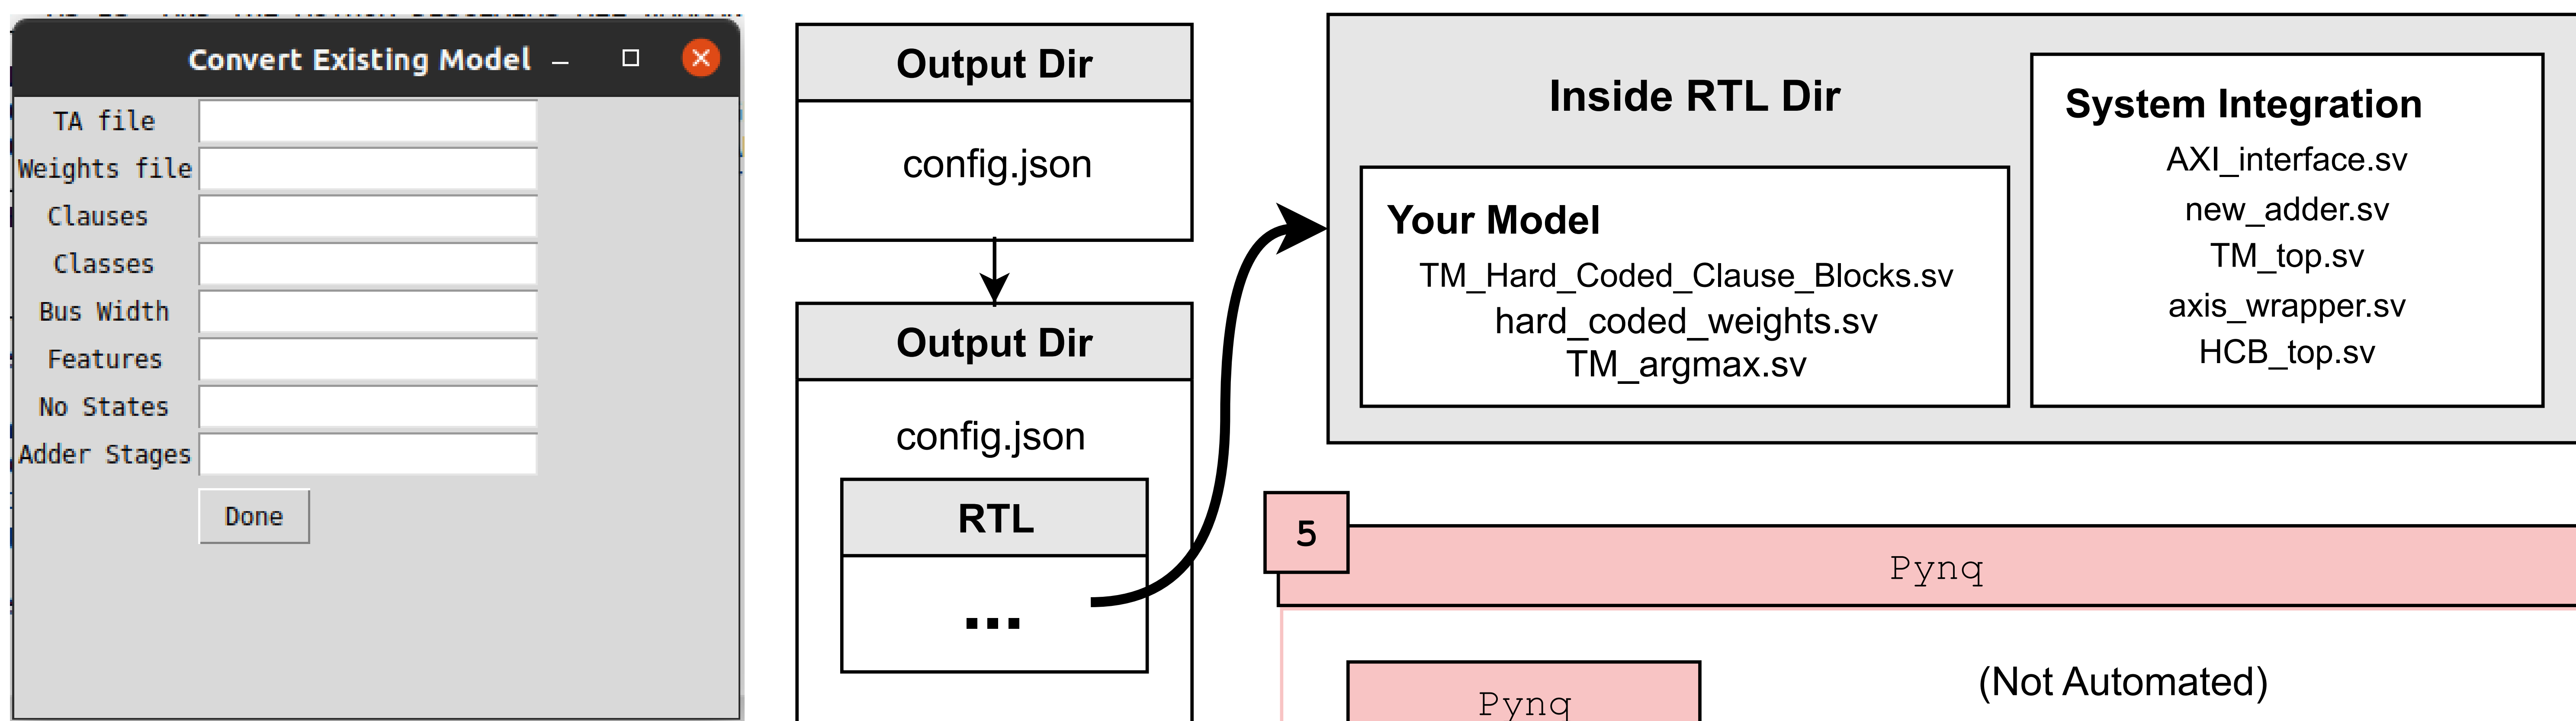 Convert Existing Model
TA file
Weights file
Clauses
Classes
Bus Width
Features
No States
Adder Stages
Done
Output Dir
config.json
Output Dir
config.json
RTL
...
Inside RTL Dir
Your Model
TM_Hard_Coded_Clause_Blocks.sv
hard_coded_weights.sv
TM_argmax.sv
System Integration
AXI_interface.sv
new_adder.sv
TM_top.sv
axis_wrapper.sv
HCB_top.sv
5
Pynq
Pynq
(Not Automated)